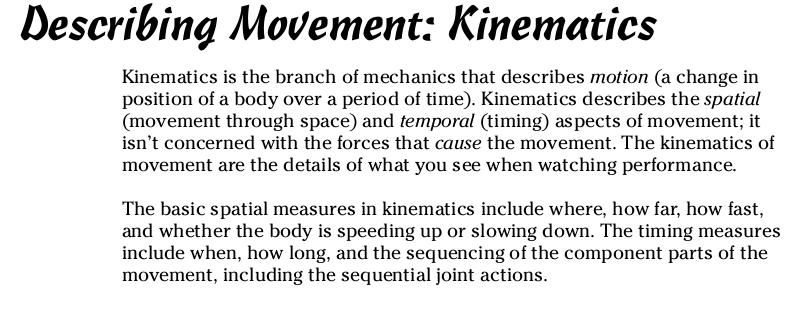 Describing Movement: Kinematics
Kinematics is the branch of mechanics that describes motion (a change in
position of a body over a period of time). Kinematics describes the spatial
(movement through space) and temporal (timing) aspects of movement; it
isn't concerned with the forces that cause the movement. The kinematics of
movement are the details of what you see when watching performance.
The basic spatial measures in kinematics include where, how far, how fast,
and whether the body is speeding up or slowing down. The timing measures
include when, how long, and the sequencing of the component parts of the
movement, including the sequential joint actions.